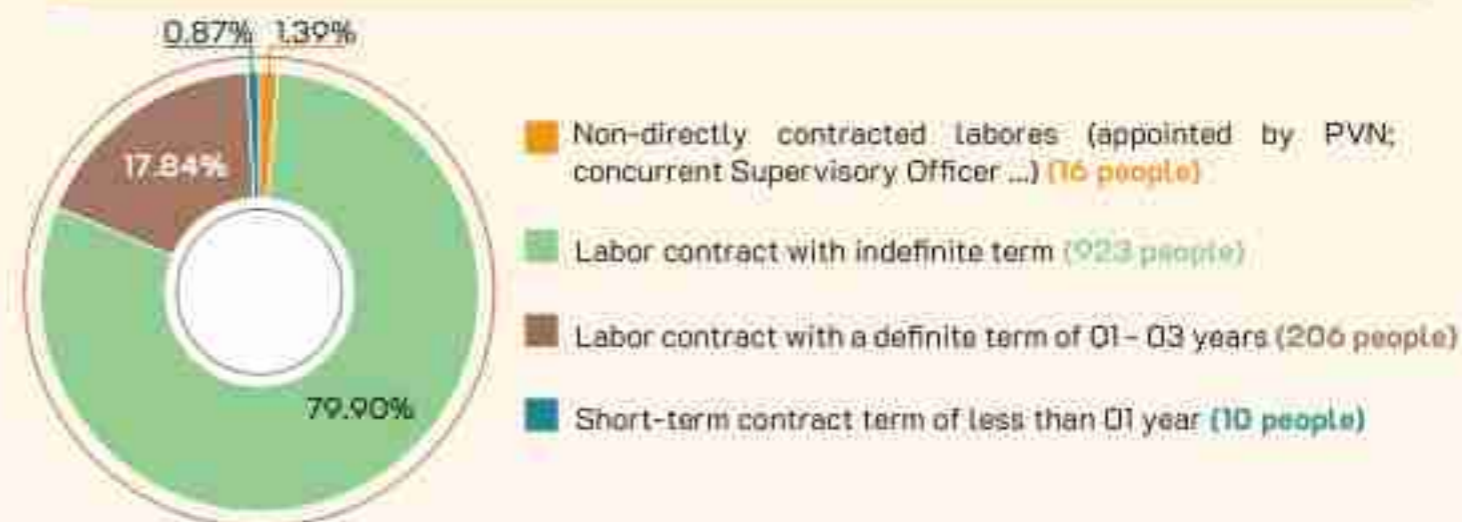 0.87% 1.39%
17.84%
79.90%
Non-directly contracted labores (appointed by PVN;
concurrent Supervisory Officer ...) (16 people)
Labor contract with indefinite term (923 people)
Labor contract with a definite term of 01 - 03 years (206 people)
Short-term contract term of less than 01 year (10 people)